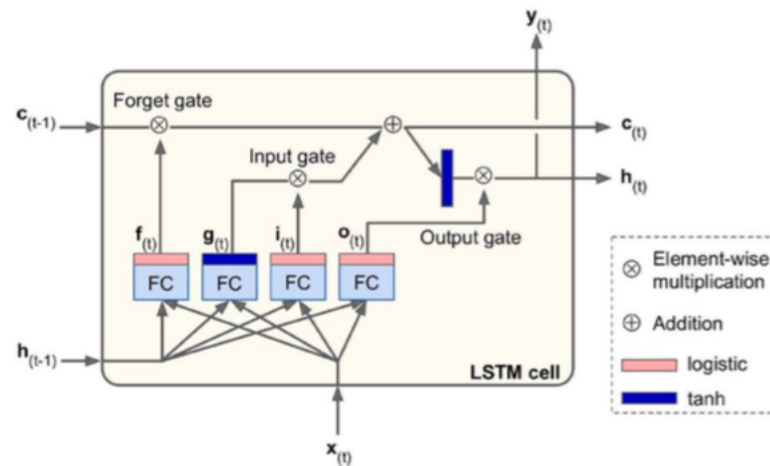 y(t)
Forget gate
c(t-1)
c(t)
Input gate
h(t)
f(t) g(t) i(t) o(t)
Output gate
FC FC FC FC
h(t-1)
LSTM cell
x(t)
Element-wise
multiplication
Addition
logistic
tanh